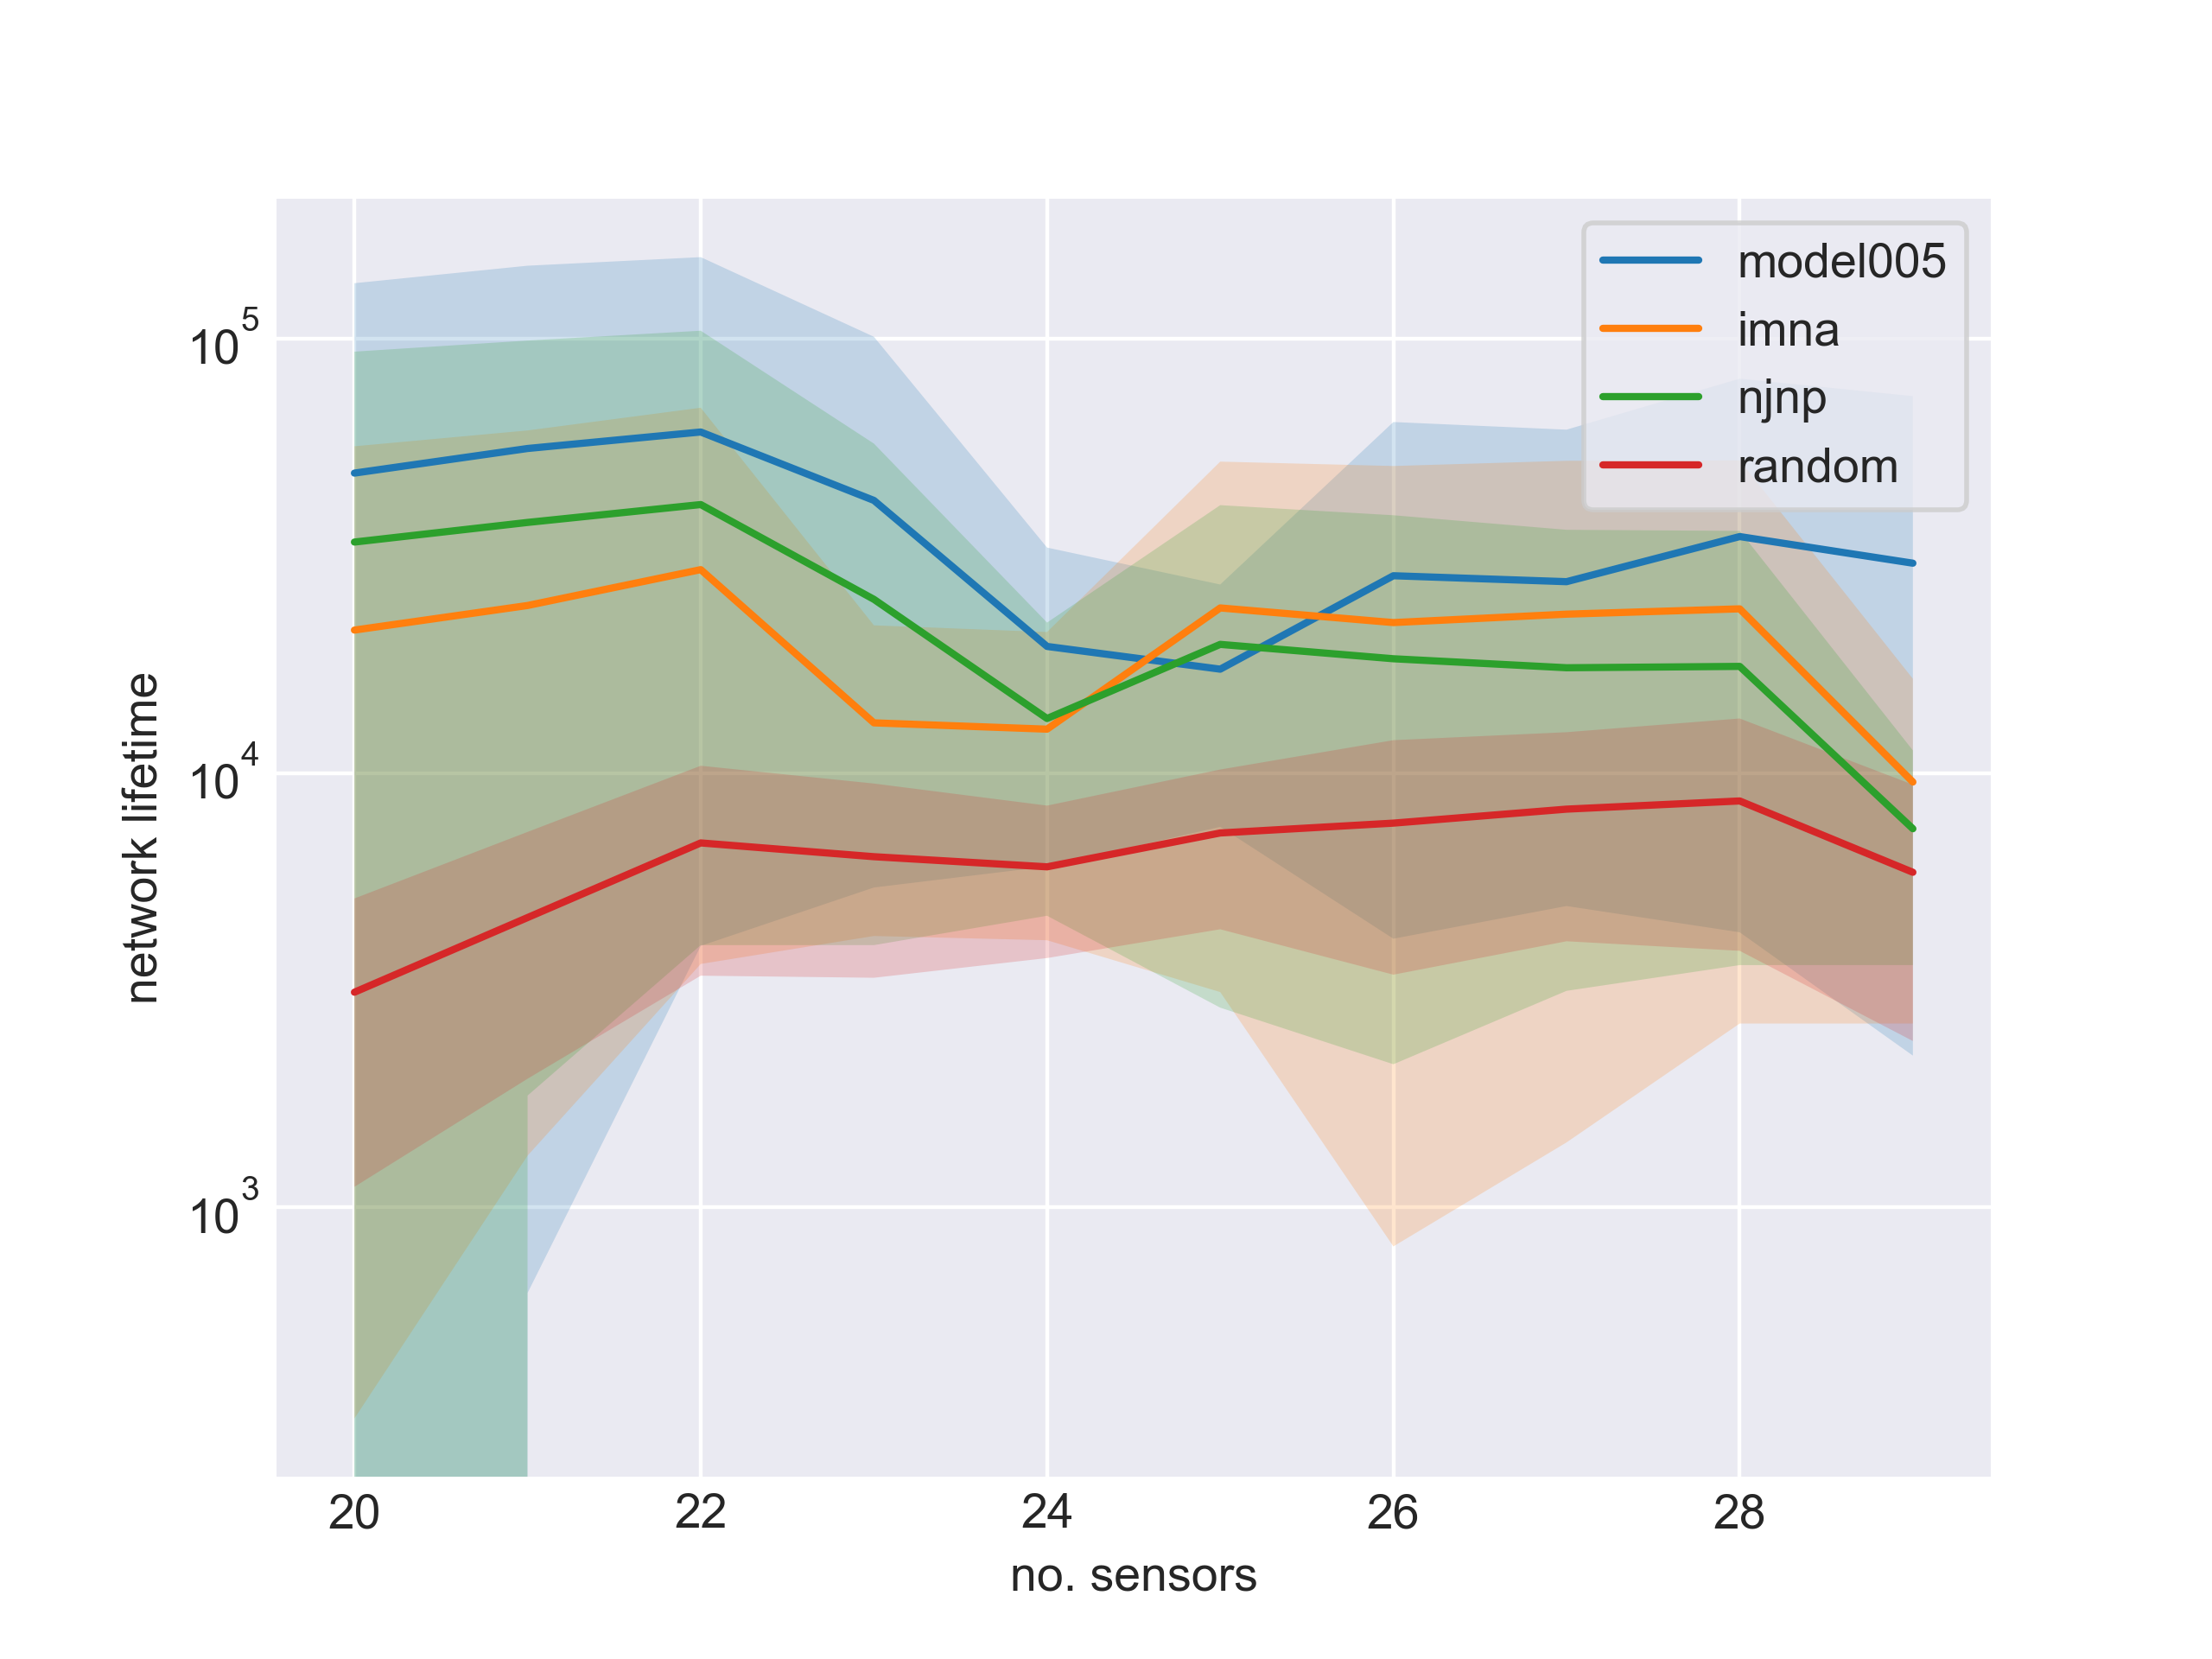 model005
imna
njnp
random
10^5
10^4
10^3
network lifetime
20 22 24 26 28
no. sensors